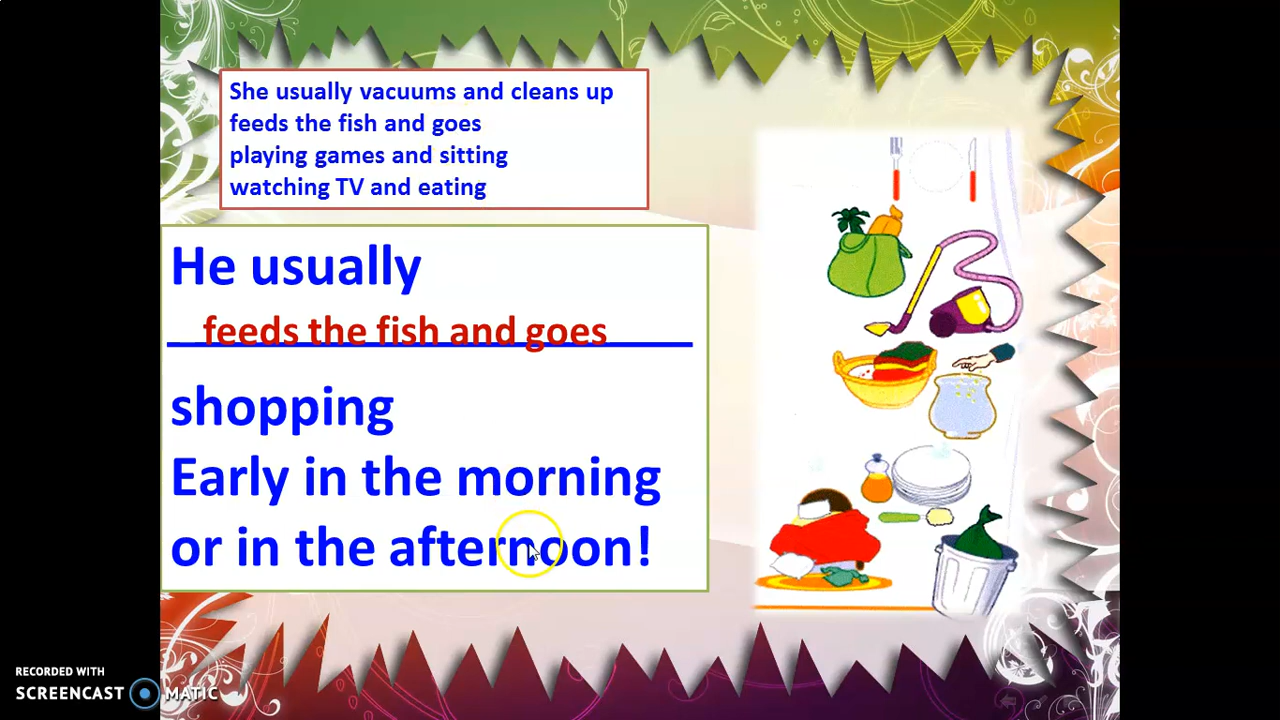 She usually vacuums and cleans up
feeds the fish and goes
playing games and sitting
watching TV and eating
He usually
feeds the fish and goes
shopping
Early in the morning
or in the afternoon!
RECORDED WITH
SCREENCAST MATIC